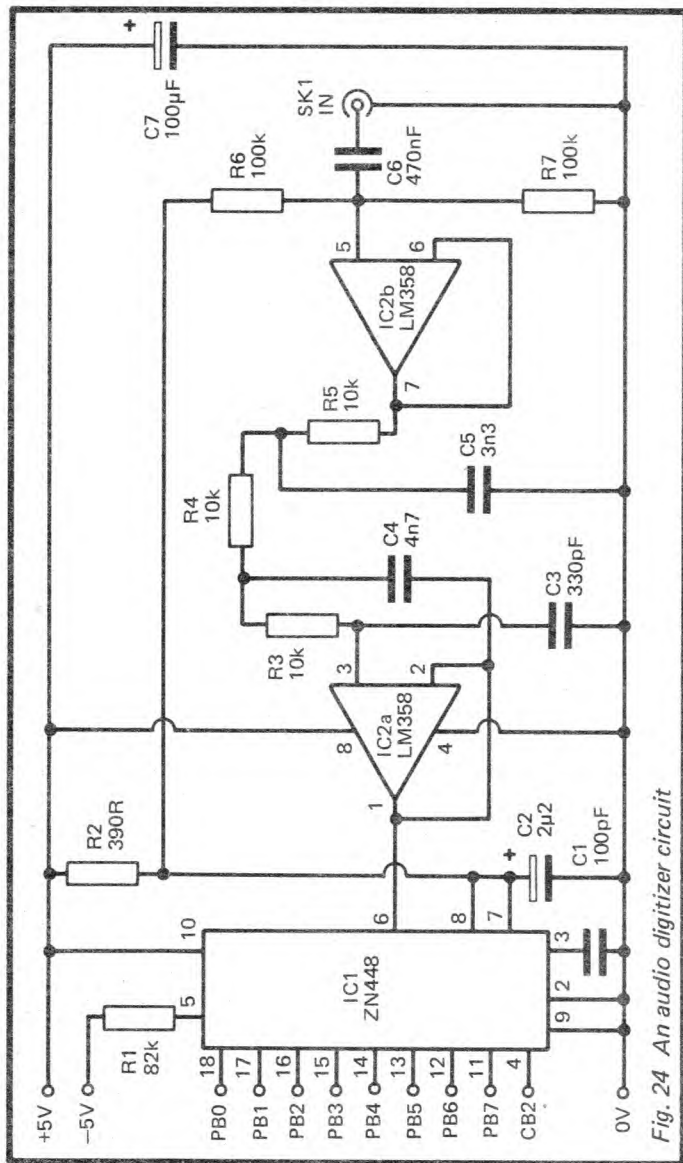 +5V
−5V
R1
82k
R2
390R
C7
100μF
+
R6
100k
SK1
IN
C6
470nF
R7
100k
5
6
7
IC2b
LM358
R5
10k
R4
10k
C5
3n3
C4
4n7
R3
10k
C3
330pF
3
2
8
4
1
IC2a
LM358
C2
2μ2
+
C1
100pF
10
5
6
8
7
3
2
9
IC1
ZN448
PB0 18
PB1 17
PB2 16
PB3 15
PB4 14
PB5 13
PB6 12
PB7 11
CB2 4
0V
Fig. 24 An audio digitizer circuit